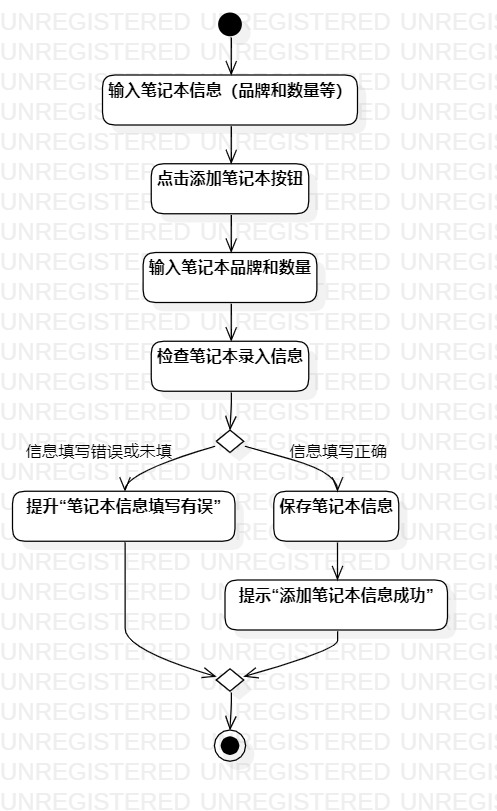 输入笔记本信息（品牌和数量等）
点击添加笔记本按钮
输入笔记本品牌和数量
检查笔记本录入信息
信息填写错误或未填
信息填写正确
提升“笔记本信息填写有误”
保存笔记本信息
提示“添加笔记本信息成功”
UNREGISTERED